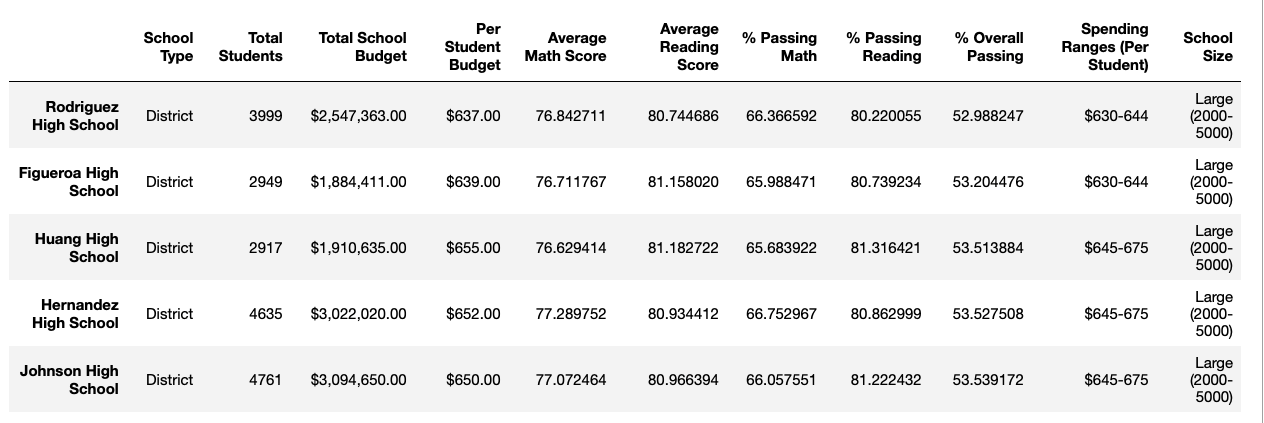 School Type Total Students Total School Budget Per Student Budget Average Math Score Average Reading Score % Passing Math % Passing Reading % Overall Passing Spending Ranges (Per Student) School Size
Rodriguez High School District 3999 $2,547,363.00 $637.00 76.842711 80.744686 66.366592 80.220055 52.988247 $630-644 Large (2000-5000)
Figueroa High School District 2949 $1,884,411.00 $639.00 76.711767 81.158020 65.988471 80.739234 53.204476 $630-644 Large (2000-5000)
Huang High School District 2917 $1,910,635.00 $655.00 76.629414 81.182722 65.683922 81.316421 53.513884 $645-675 Large (2000-5000)
Hernandez High School District 4635 $3,022,020.00 $652.00 77.289752 80.934412 66.752967 80.862999 53.527508 $645-675 Large (2000-5000)
Johnson High School District 4761 $3,094,650.00 $650.00 77.072464 80.966394 66.057551 81.222432 53.539172 $645-675 Large (2000-5000)